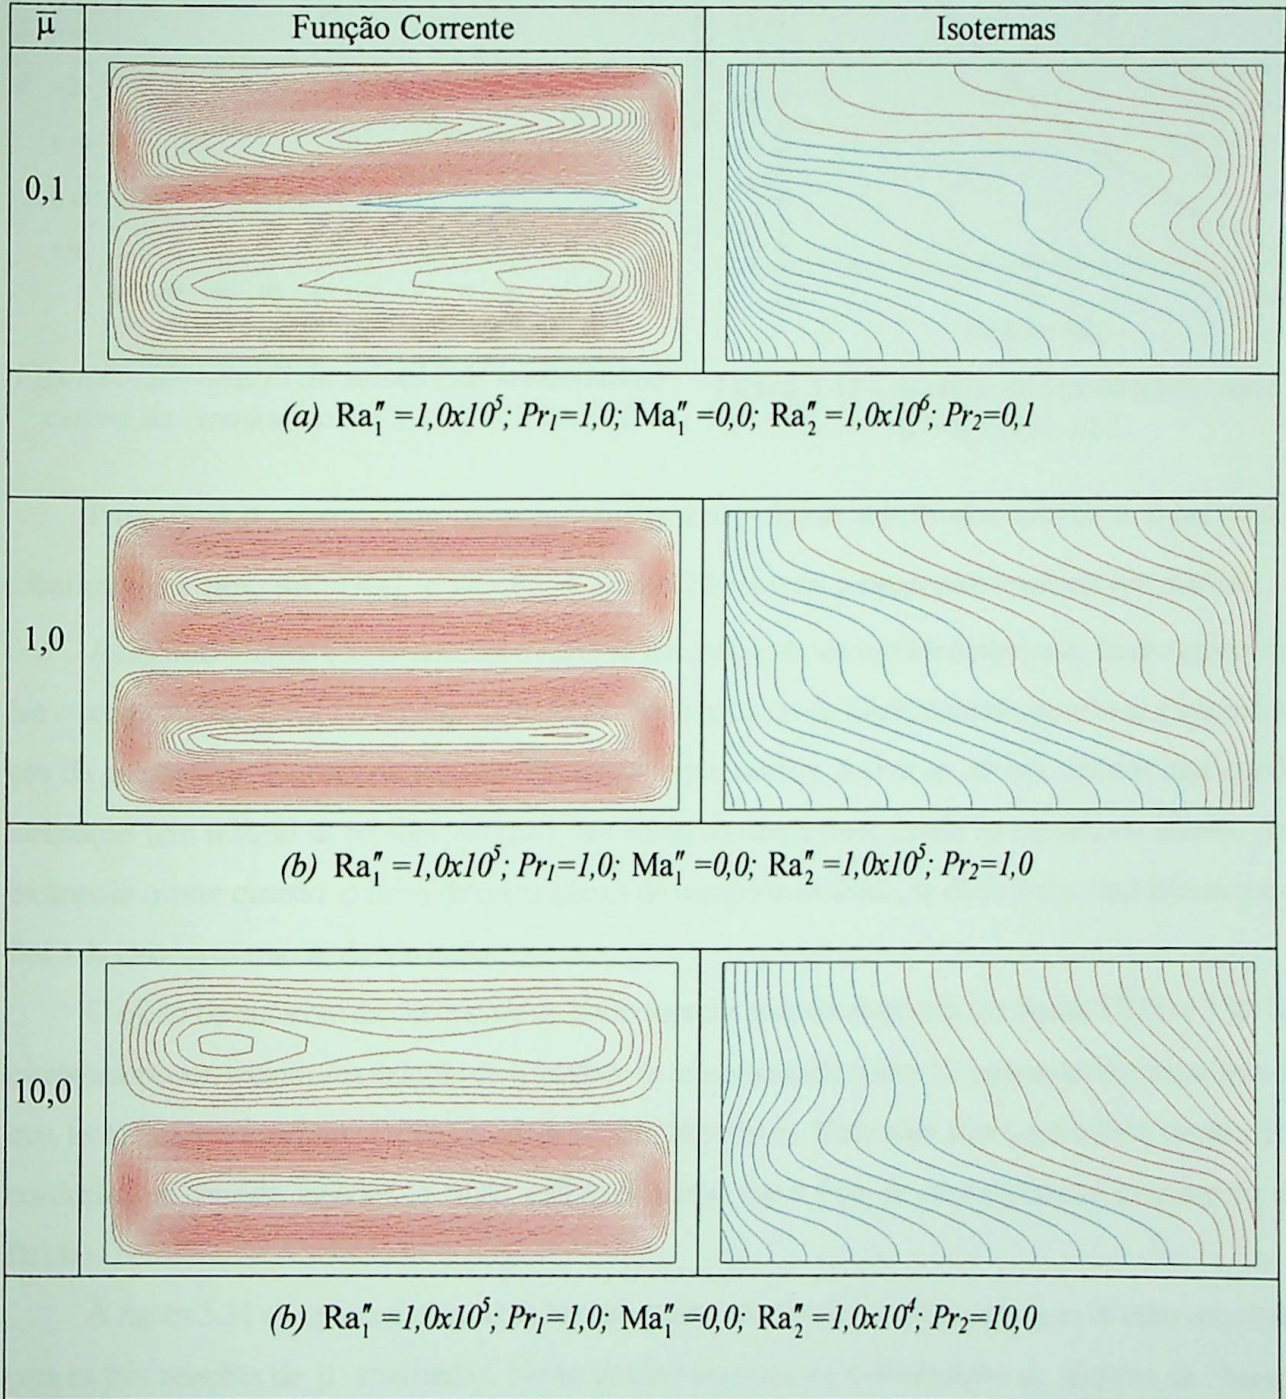 μ̄ Função Corrente Isotermas
0,1
(a) Ra₁″ =1,0x10⁵; Pr₁=1,0; Ma₁″ =0,0; Ra₂″ =1,0x10⁶; Pr₂=0,1
1,0
(b) Ra₁″ =1,0x10⁵; Pr₁=1,0; Ma₁″ =0,0; Ra₂″ =1,0x10⁵; Pr₂=1,0
10,0
(b) Ra₁″ =1,0x10⁵; Pr₁=1,0; Ma₁″ =0,0; Ra₂″ =1,0x10⁴; Pr₂=10,0